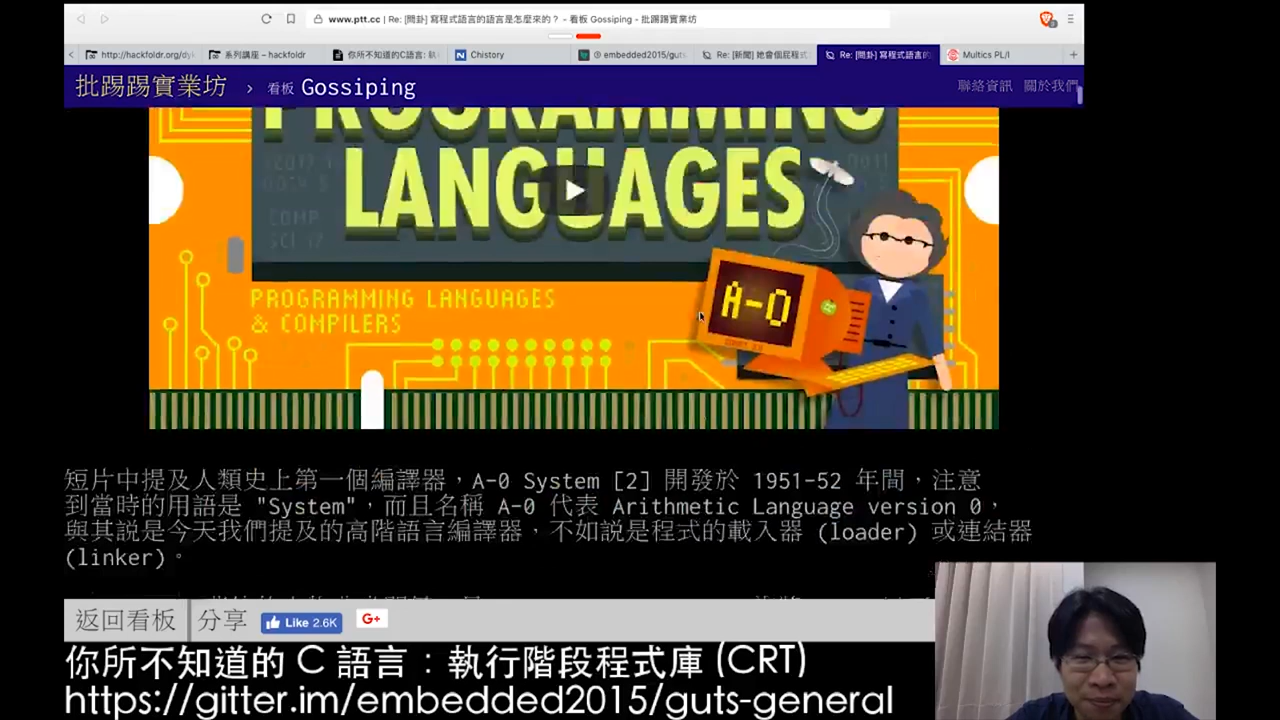 www.ptt.cc | Re: [問卦] 寫程式語言的語言是怎麼來的？ - 看板 Gossiping - 批踢踢實業坊
http://hackfoldr.org/dy
系列講座 – hackfoldr
你所不知道的C語言: 執
Chistory
embedded2015/guts
Re: [新聞] 她會個屁程式
Re: [問卦] 寫程式語言的
Multics PL/I
批踢踢實業坊 › 看板 Gossiping 聯絡資訊 關於我們
PROGRAMMING
LANGUAGES
COMP
SCI
A-0
PROGRAMMING LANGUAGES
& COMPILERS
短片中提及人類史上第一個編譯器，A-0 System [2] 開發於 1951-52 年間，注意
到當時的用語是 "System"，而且名稱 A-0 代表 Arithmetic Language version 0，
與其說是今天我們提及的高階語言編譯器，不如說是程式的載入器 (loader) 或連結器
(linker)。
返回看板 分享 Like 2.6K G+
你所不知道的 C 語言：執行階段程式庫 (CRT)
https://gitter.im/embedded2015/guts-general